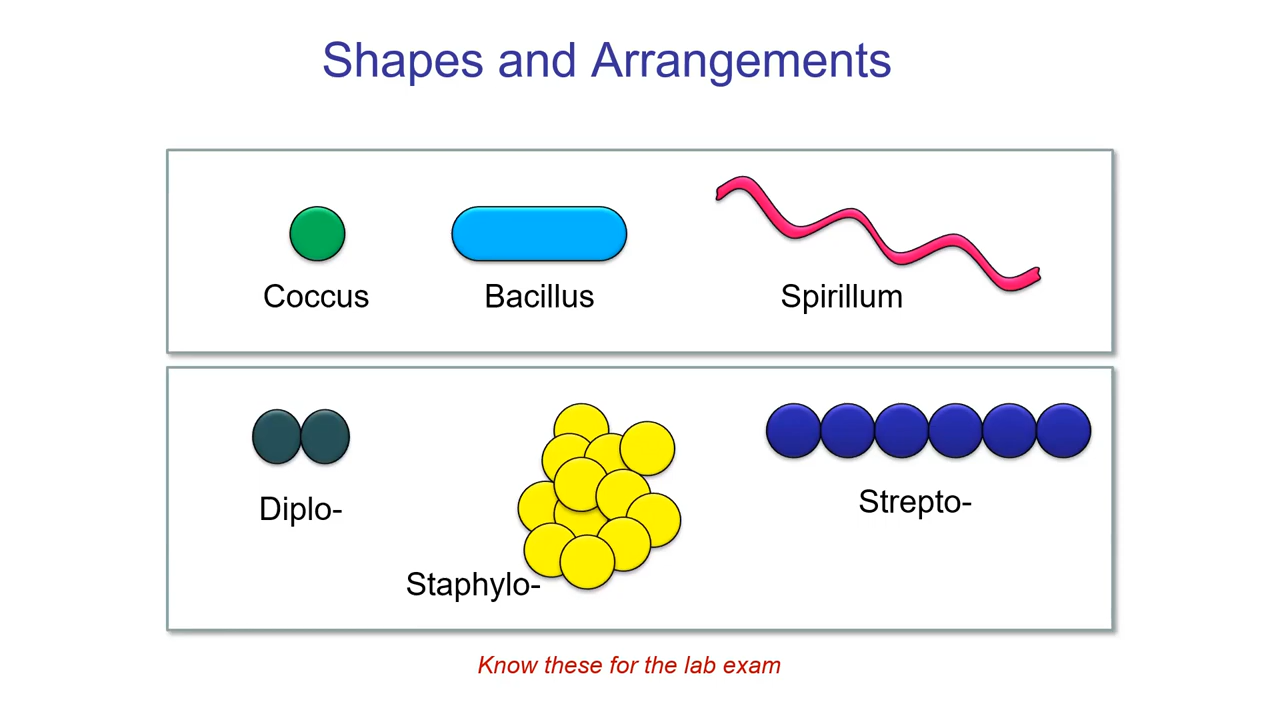 Shapes and Arrangements
Coccus
Bacillus
Spirillum
Diplo-
Staphylo-
Strepto-
Know these for the lab exam